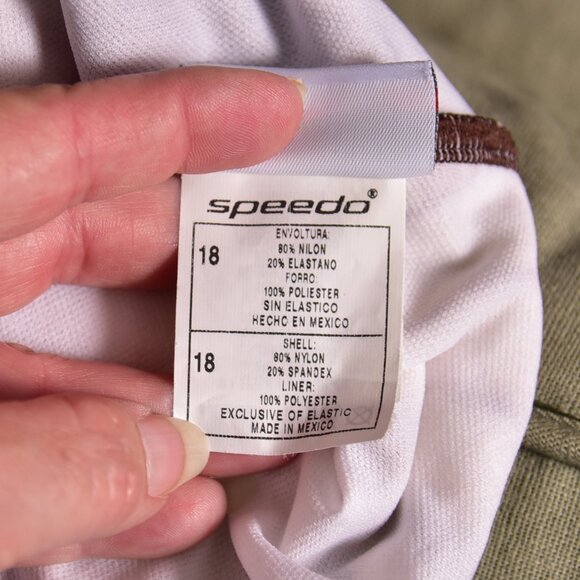 speedo®
18
ENVOLTURA:
80% NILON
20% ELASTANO
FORRO:
100% POLIESTER
SIN ELASTICO
HECHO EN MEXICO
18
SHELL:
80% NYLON
20% SPANDEX
LINER:
100% POLYESTER
EXCLUSIVE OF ELASTIC
MADE IN MEXICO